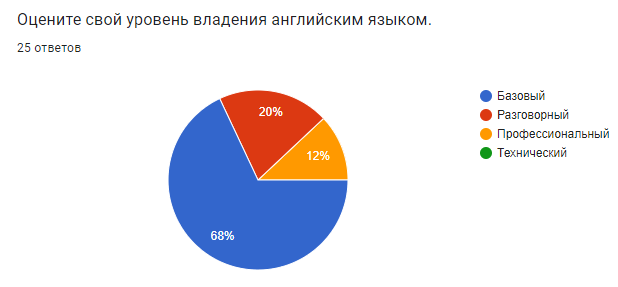 Оцените свой уровень владения английским языком.
25 ответов
20%
12%
68%
Базовый
Разговорный
Профессиональный
Технический